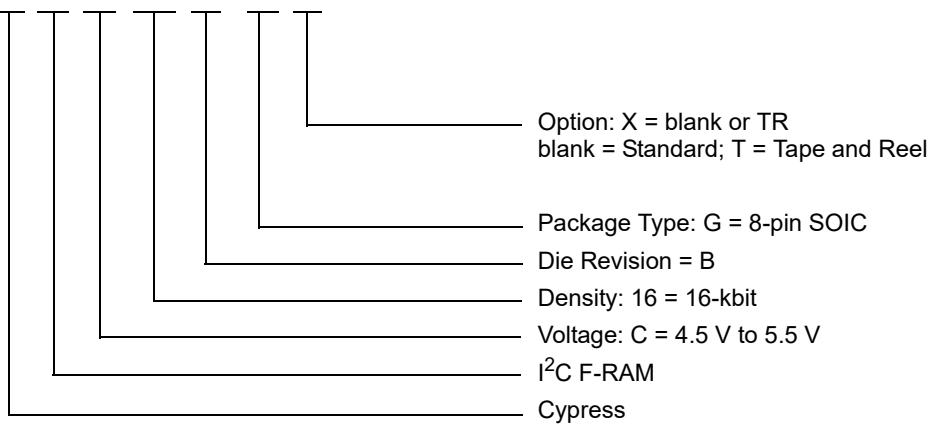 Option: X = blank or TR
blank = Standard; T = Tape and Reel
Package Type: G = 8-pin SOIC
Die Revision = B
Density: 16 = 16-kbit
Voltage: C = 4.5 V to 5.5 V
I²C F-RAM
Cypress